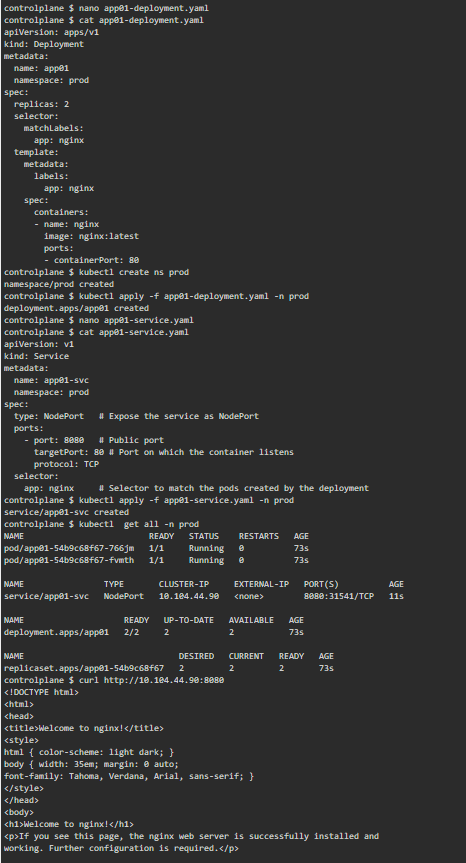 controlplane $ nano app01-deployment.yaml
controlplane $ cat app01-deployment.yaml
apiVersion: apps/v1
kind: Deployment
metadata:
  name: app01
  namespace: prod
spec:
  replicas: 2
  selector:
    matchLabels:
      app: nginx
  template:
    metadata:
      labels:
        app: nginx
    spec:
      containers:
      - name: nginx
        image: nginx:latest
        ports:
        - containerPort: 80
controlplane $ kubectl create ns prod
namespace/prod created
controlplane $ kubectl apply -f app01-deployment.yaml -n prod
deployment.apps/app01 created
controlplane $ nano app01-service.yaml
controlplane $ cat app01-service.yaml
apiVersion: v1
kind: Service
metadata:
  name: app01-svc
  namespace: prod
spec:
  type: NodePort   # Expose the service as NodePort
  ports:
    - port: 8080   # Public port
      targetPort: 80 # Port on which the container listens
      protocol: TCP
  selector:
    app: nginx     # Selector to match the pods created by the deployment
controlplane $ kubectl apply -f app01-service.yaml -n prod
service/app01-svc created
controlplane $ kubectl  get all -n prod
NAME                         READY   STATUS    RESTARTS   AGE
pod/app01-54b9c68f67-766jm   1/1     Running   0          73s
pod/app01-54b9c68f67-fvmth   1/1     Running   0          73s

NAME                TYPE       CLUSTER-IP     EXTERNAL-IP   PORT(S)          AGE
service/app01-svc   NodePort   10.104.44.90   <none>        8080:31541/TCP   11s

NAME                    READY   UP-TO-DATE   AVAILABLE   AGE
deployment.apps/app01   2/2     2            2           73s

NAME                               DESIRED   CURRENT   READY   AGE
replicaset.apps/app01-54b9c68f67   2         2         2       73s
controlplane $ curl http://10.104.44.90:8080
<!DOCTYPE html>
<html>
<head>
<title>Welcome to nginx!</title>
<style>
html { color-scheme: light dark; }
body { width: 35em; margin: 0 auto;
font-family: Tahoma, Verdana, Arial, sans-serif; }
</style>
</head>
<body>
<h1>Welcome to nginx!</h1>
<p>If you see this page, the nginx web server is successfully installed and
working. Further configuration is required.</p>